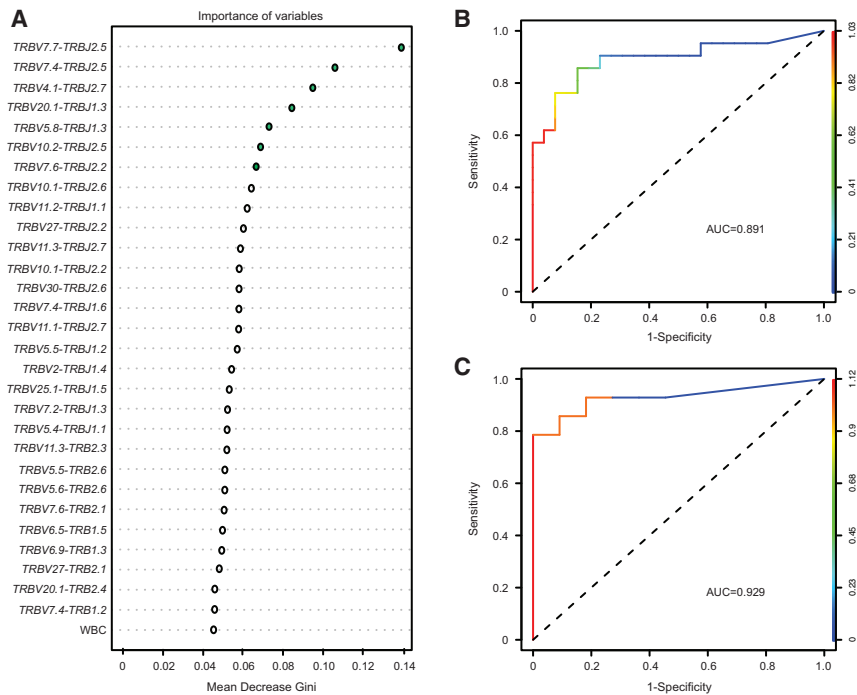 A
Importance of variables
TRBV7.7-TRBJ2.5
TRBV7.4-TRBJ2.5
TRBV4.1-TRBJ2.7
TRBV20.1-TRBJ1.3
TRBV5.8-TRBJ1.3
TRBV10.2-TRBJ2.5
TRBV7.6-TRBJ2.2
TRBV10.1-TRBJ2.6
TRBV11.2-TRBJ1.1
TRBV27-TRBJ2.2
TRBV11.3-TRBJ2.7
TRBV10.1-TRBJ2.2
TRBV30-TRBJ2.6
TRBV7.4-TRBJ1.6
TRBV11.1-TRBJ2.7
TRBV5.5-TRBJ1.2
TRBV2-TRBJ1.4
TRBV25.1-TRBJ1.5
TRBV7.2-TRBJ1.3
TRBV5.4-TRBJ1.1
TRBV11.3-TRB2.3
TRBV5.5-TRB2.6
TRBV5.6-TRB2.6
TRBV7.6-TRB2.1
TRBV6.5-TRB1.5
TRBV6.9-TRB1.3
TRBV27-TRB2.1
TRBV20.1-TRB2.4
TRBV7.4-TRB1.2
WBC
0 0.02 0.04 0.06 0.08 0.10 0.12 0.14
Mean Decrease Gini
B
Sensitivity
1.0
0.8
0.6
0.4
0.2
0
0 0.2 0.4 0.6 0.8 1.0
1-Specificity
AUC=0.891
1.03
0.82
0.62
0.41
0.21
0
C
Sensitivity
1.0
0.8
0.6
0.4
0.2
0
0 0.2 0.4 0.6 0.8 1.0
1-Specificity
AUC=0.929
1.12
0.9
0.68
0.45
0.23
0